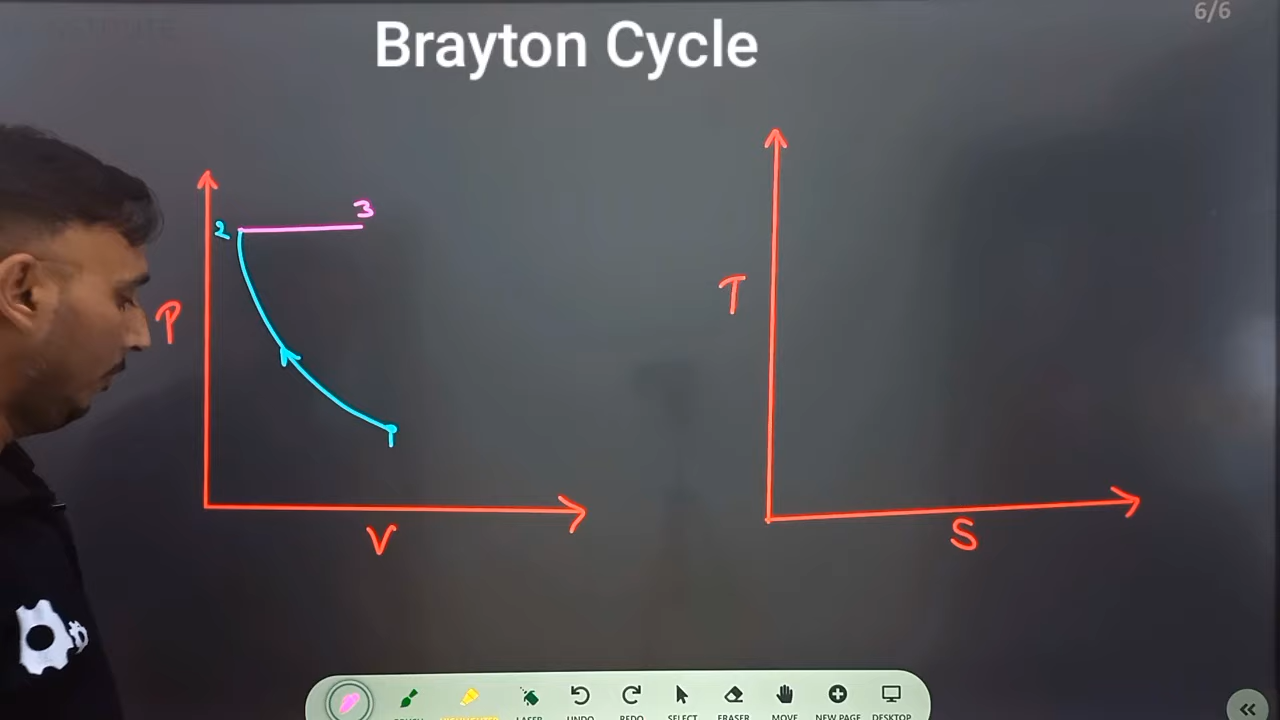 6/6
Brayton Cycle
3
2
P
T
1
V
S
UNDO
REDO
SELECT
ERASER
MOVE
NEW PAGE
DESKTOP